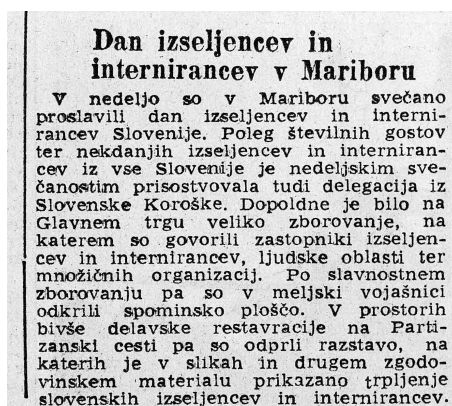 Dan izseljencev in
internirancev v Mariboru
V nedeljo so v Mariboru svečano
proslavili dan izseljencev in interni-
rancev Slovenije. Poleg številnih gostov
ter nekdanjih izseljencev in interniran-
cev iz vse Slovenije je nedeljskim sve-
čanostim prisostvovala tudi delegacija iz
Slovenske Koroške. Dopoldne je bilo na
Glavnem trgu veliko zborovanje, na
katerem so govorili zastopniki izseljen-
cev in internirancev, ljudske oblasti ter
množičnih organizacij. Po slavnostnem
zborovanju pa so v meljski vojašnici
odkrili spominsko ploščo. V prostorih
bivše delavske restavracije na Parti-
zanski cesti pa so odprli razstavo, na
katerih je v slikah in drugem zgodo-
vinskem materialu prikazano trpljenje
slovenskih izseljencev in internirancev.